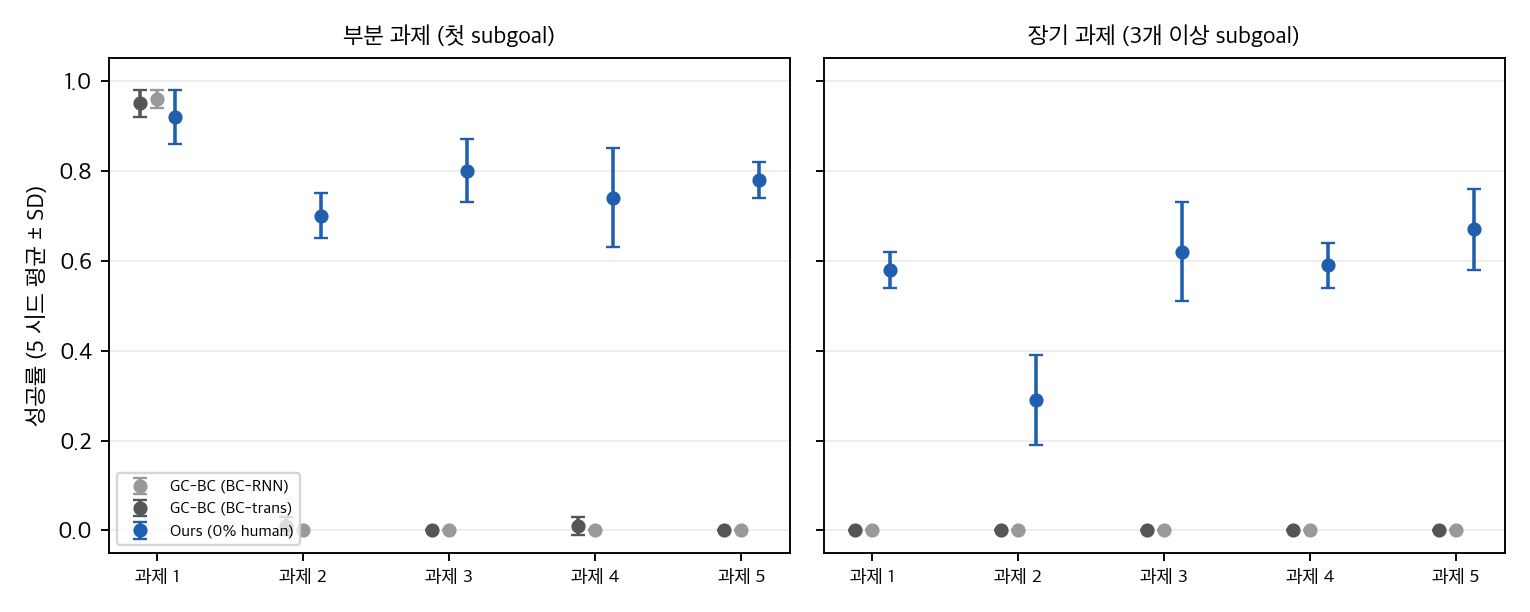 부분 과제 (첫 subgoal)
장기 과제 (3개 이상 subgoal)
성공률 (5 시드 평균 ± SD)
1.0
0.8
0.6
0.4
0.2
0.0
GC-BC (BC-RNN)
GC-BC (BC-trans)
Ours (0% human)
과제 1
과제 2
과제 3
과제 4
과제 5
과제 1
과제 2
과제 3
과제 4
과제 5